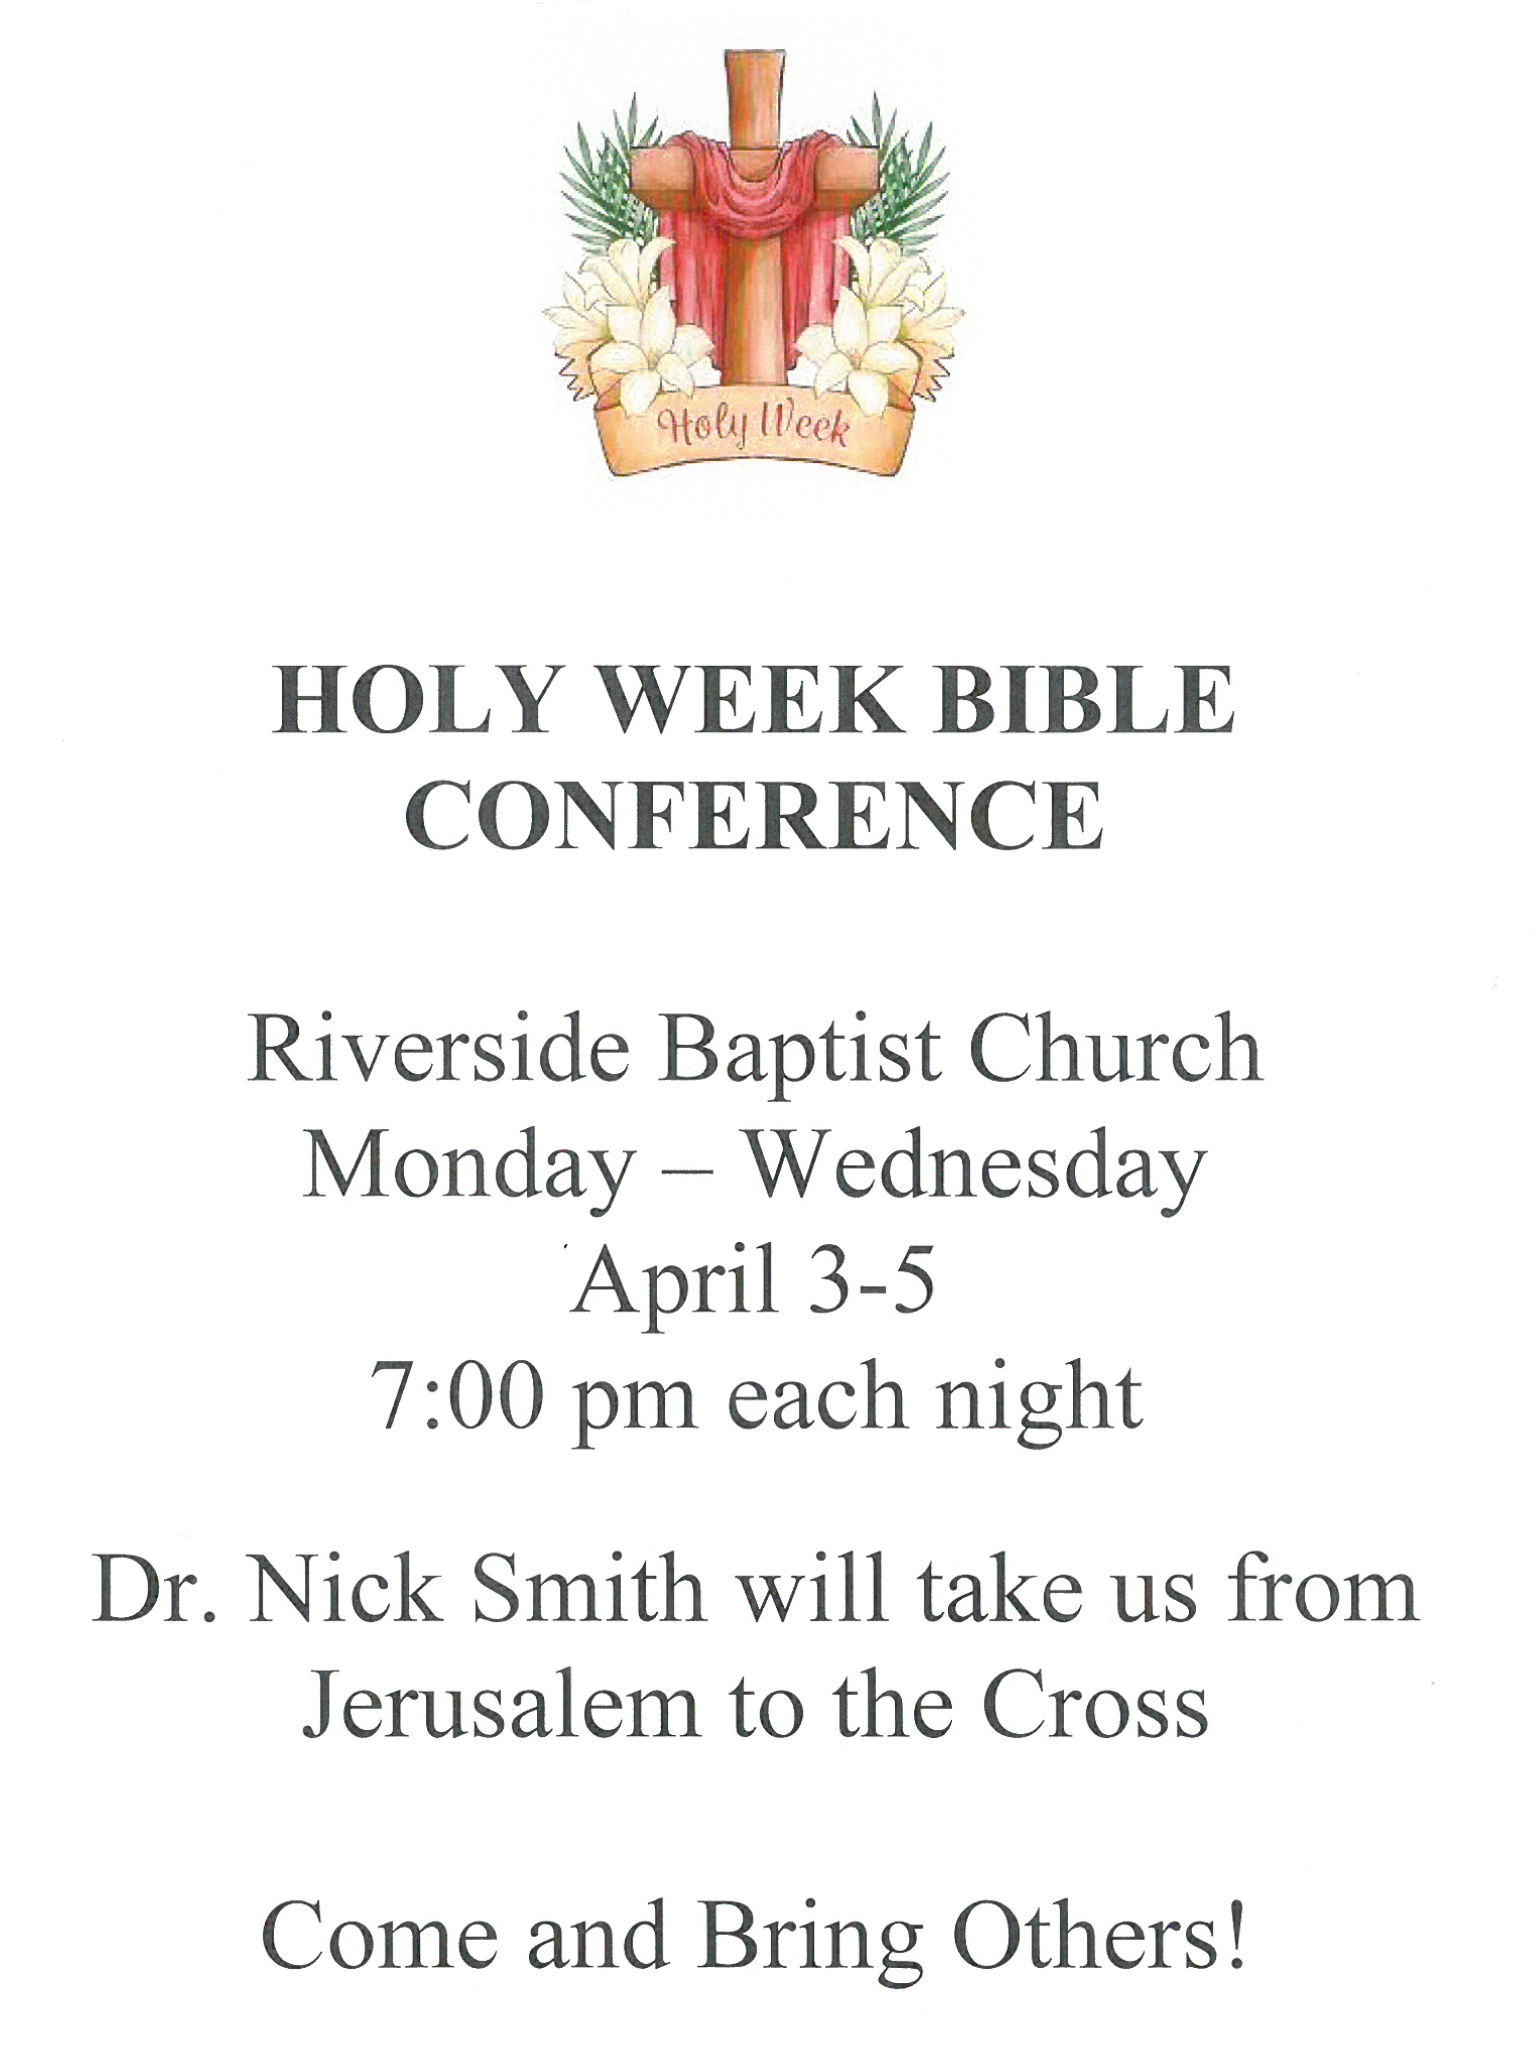 Holy Week
HOLY WEEK BIBLE
CONFERENCE
Riverside Baptist Church
Monday – Wednesday
April 3-5
7:00 pm each night
Dr. Nick Smith will take us from
Jerusalem to the Cross
Come and Bring Others!